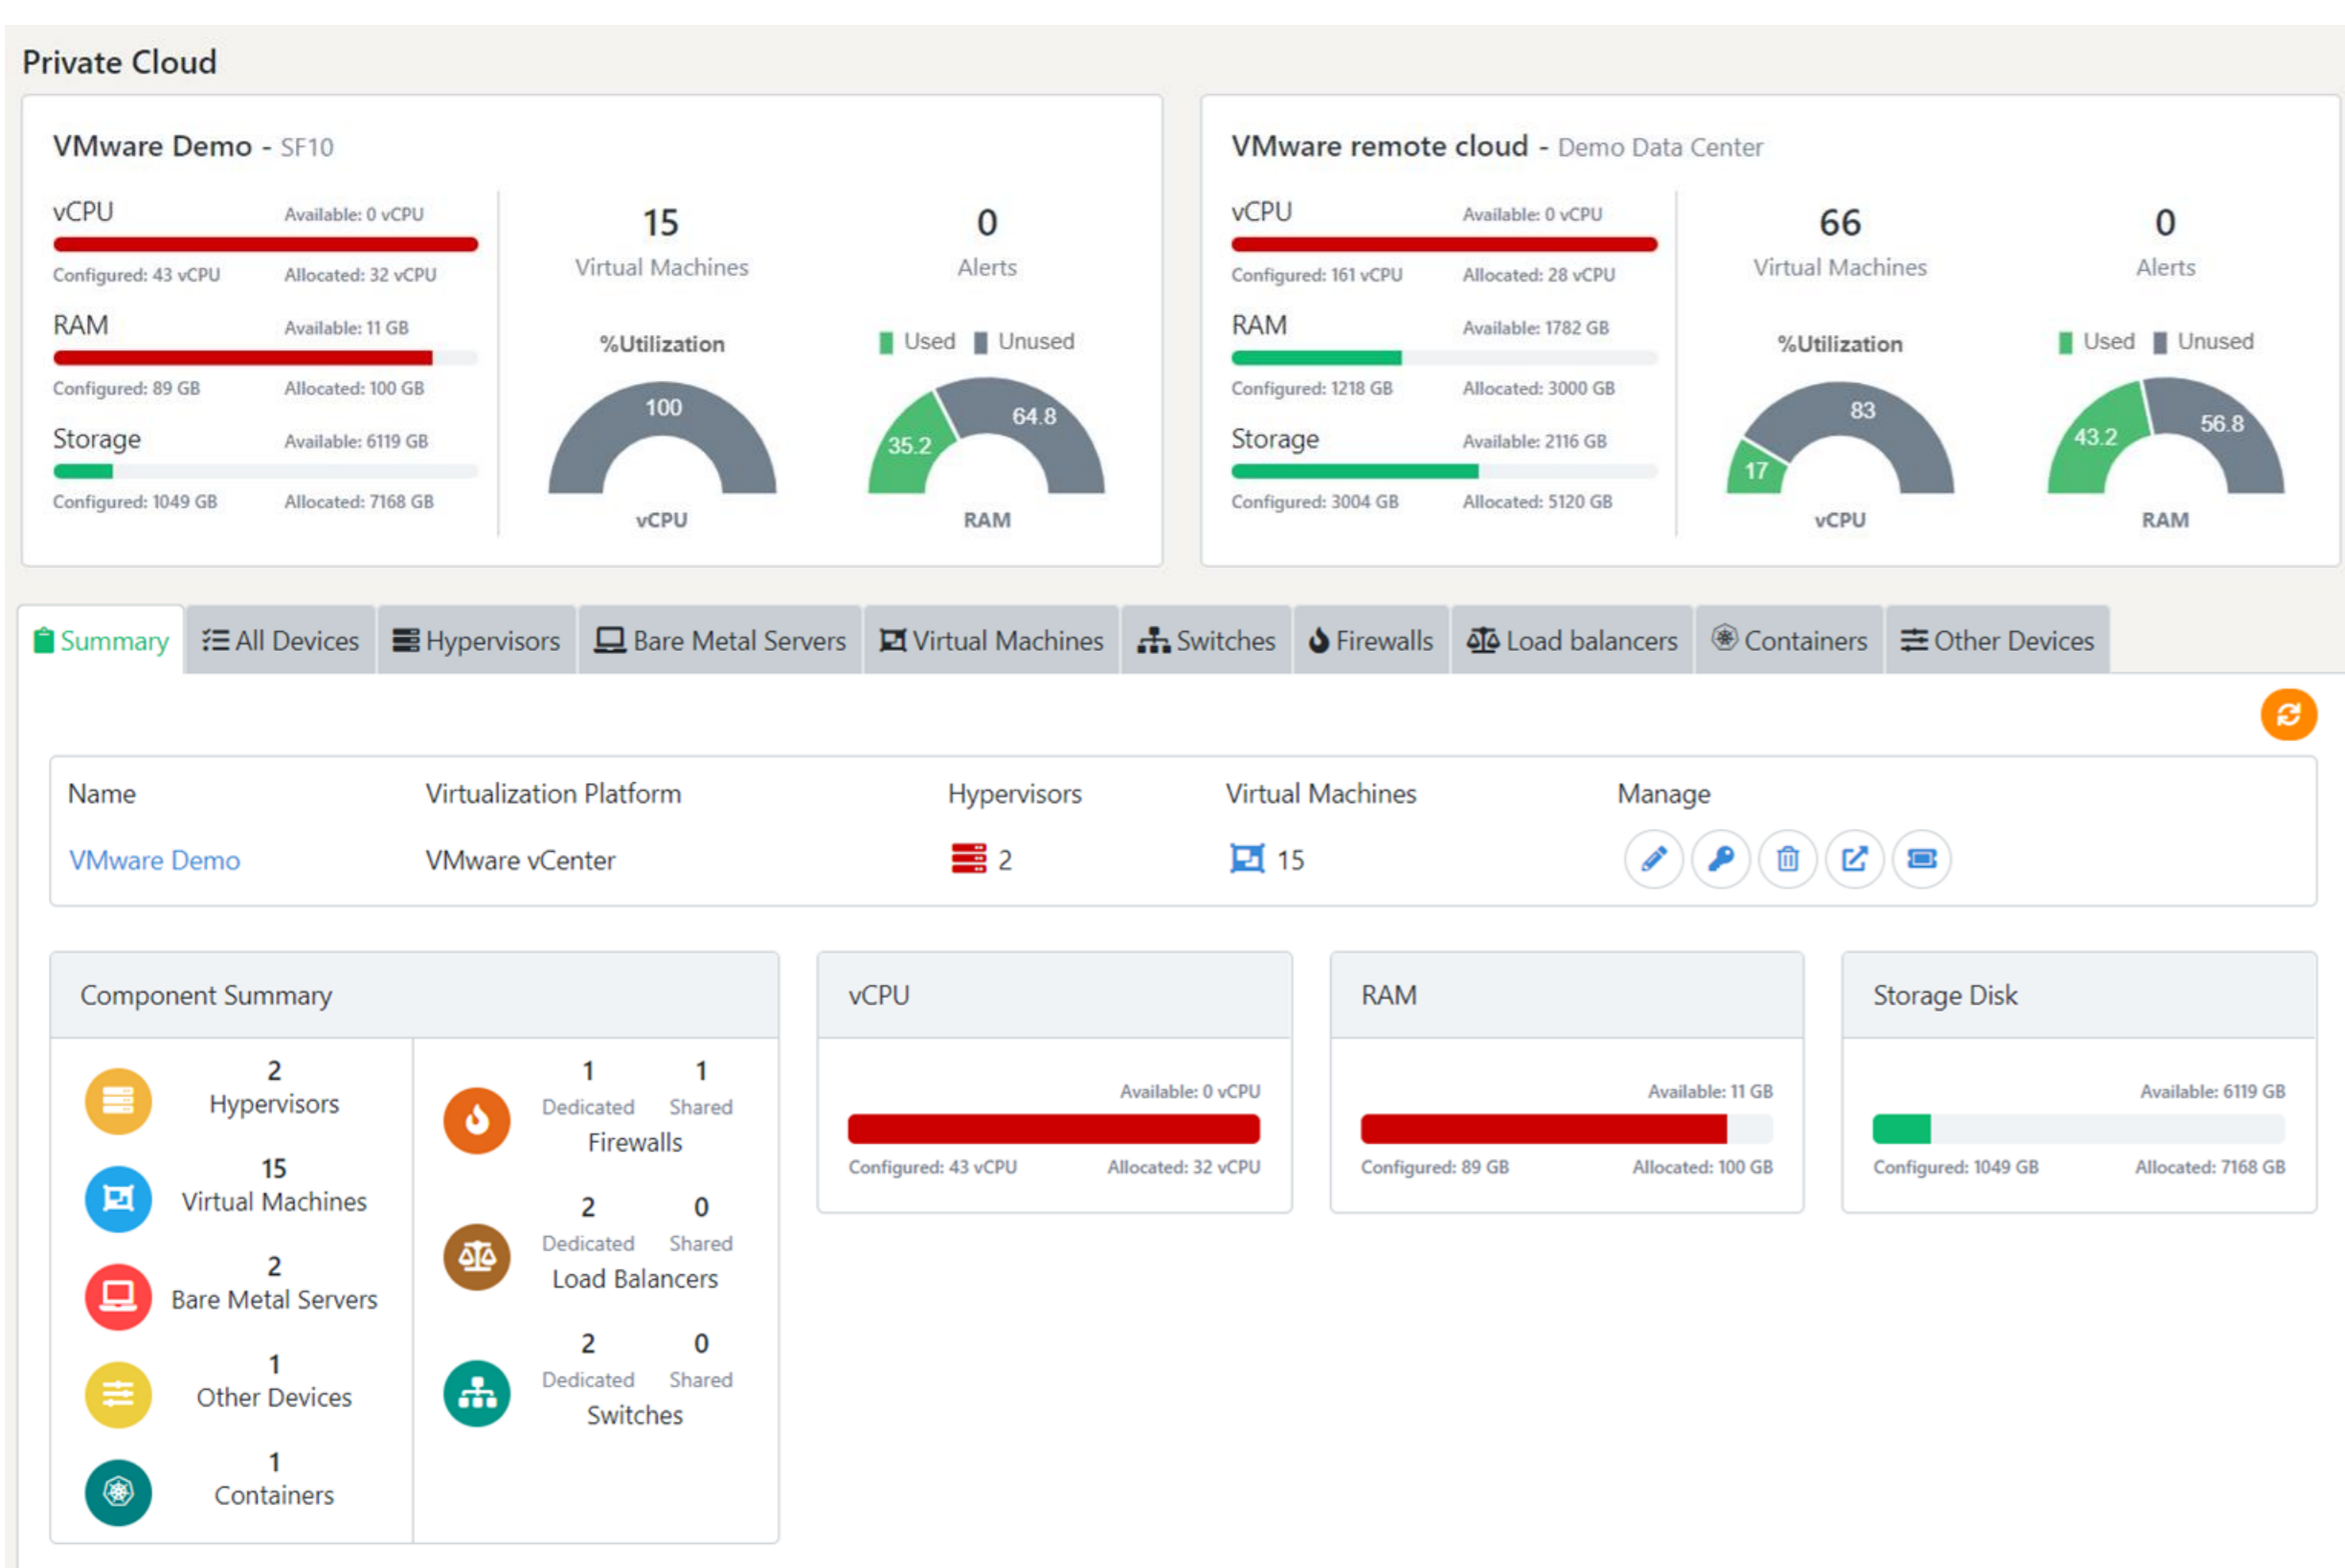 Private Cloud
VMware Demo - SF10
vCPU
Available: 0 vCPU
Configured: 43 vCPU
Allocated: 32 vCPU
RAM
Available: 11 GB
Configured: 89 GB
Allocated: 100 GB
Storage
Available: 6119 GB
Configured: 1049 GB
Allocated: 7168 GB
15
Virtual Machines
0
Alerts
%Utilization
Used
Unused
100
vCPU
35.2
64.8
RAM
VMware remote cloud - Demo Data Center
vCPU
Available: 0 vCPU
Configured: 161 vCPU
Allocated: 28 vCPU
RAM
Available: 1782 GB
Configured: 1218 GB
Allocated: 3000 GB
Storage
Available: 2116 GB
Configured: 3004 GB
Allocated: 5120 GB
66
Virtual Machines
0
Alerts
%Utilization
Used
Unused
17
83
vCPU
43.2
56.8
RAM
Summary
All Devices
Hypervisors
Bare Metal Servers
Virtual Machines
Switches
Firewalls
Load balancers
Containers
Other Devices
Name
Virtualization Platform
Hypervisors
Virtual Machines
Manage
VMware Demo
VMware vCenter
2
15
Component Summary
2
Hypervisors
15
Virtual Machines
2
Bare Metal Servers
1
Other Devices
1
Containers
1 1
Dedicated Shared
Firewalls
2 0
Dedicated Shared
Load Balancers
2 0
Dedicated Shared
Switches
vCPU
Available: 0 vCPU
Configured: 43 vCPU
Allocated: 32 vCPU
RAM
Available: 11 GB
Configured: 89 GB
Allocated: 100 GB
Storage Disk
Available: 6119 GB
Configured: 1049 GB
Allocated: 7168 GB